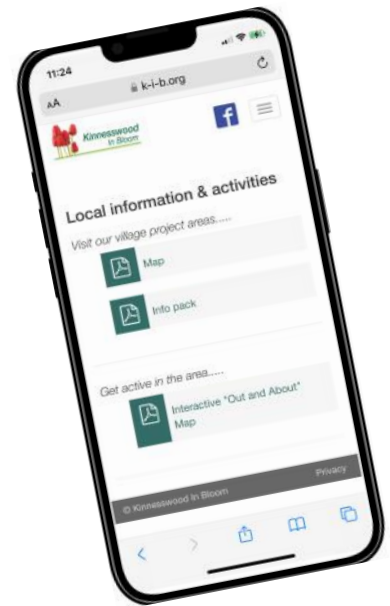 11:24
AA k-i-b.org
Kinnesswood
In Bloom
f
Local information & activities
Visit our village project areas.....
Map
Info pack
Get active in the area.....
Interactive "Out and About"
Map
© Kinnesswood In Bloom Privacy